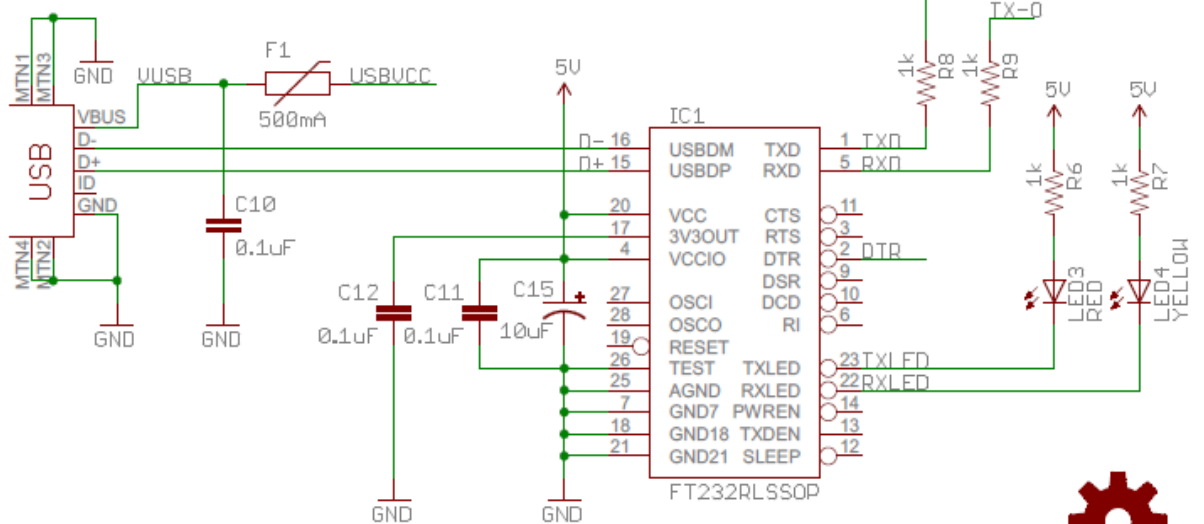 TX-O
1k
R8
1k
R9
MTN1
MTN3
GND
F1
VUSB
USBVCC
500mA
5V
5V
5V
IC1
USB
VBUS
D-
D+
ID
GND
MTN4
MTN2
D- 16 USBDM TXD 1 TXD
D+ 15 USBDP RXD 5 RXD
1k
R6
1k
R7
20 VCC CTS 11
17 3V3OUT RTS 3
4 VCCIO DTR 2 DTR
DSR 9
27 OSCI DCD 10
28 OSCO RI 6
19 RESET
26 TEST TXLED 23 TXLED
25 AGND RXLED 22 RXLED
7 GND7 PWREN 14
18 GND18 TXDEN 13
21 GND21 SLEEP 12
FT232RLSSOP
C10
0.1uF
C12
0.1uF
C11
0.1uF
C15
+
10uF
LED3
RED
LED4
YELLOW
GND
GND
GND
GND